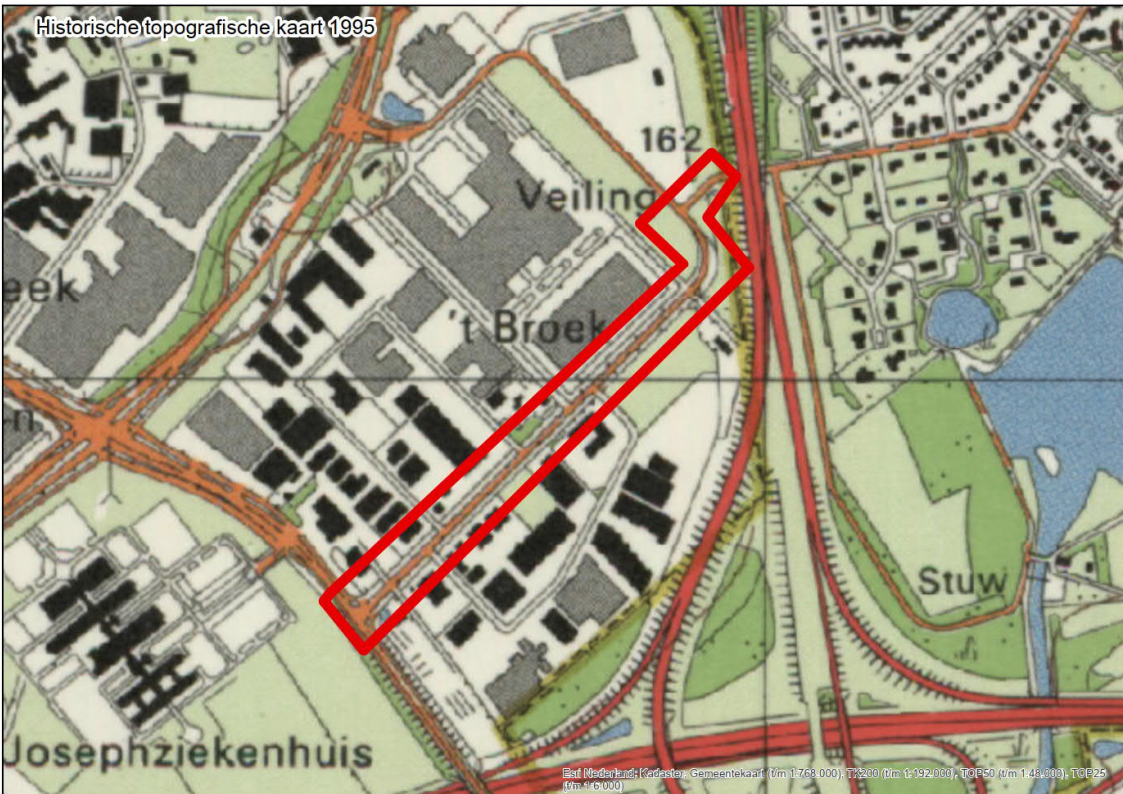 Historische topografische kaart 1995
16·2
Veiling
eek
't Broek
n
Stuw
Josephziekenhuis
Esri Nederland; Kadaster, Gemeentekaart (t/m 1:768.000), TK200 (t/m 1:192.000), TOP50 (t/m 1:48.000), TOP25
(t/m 1:6.000)